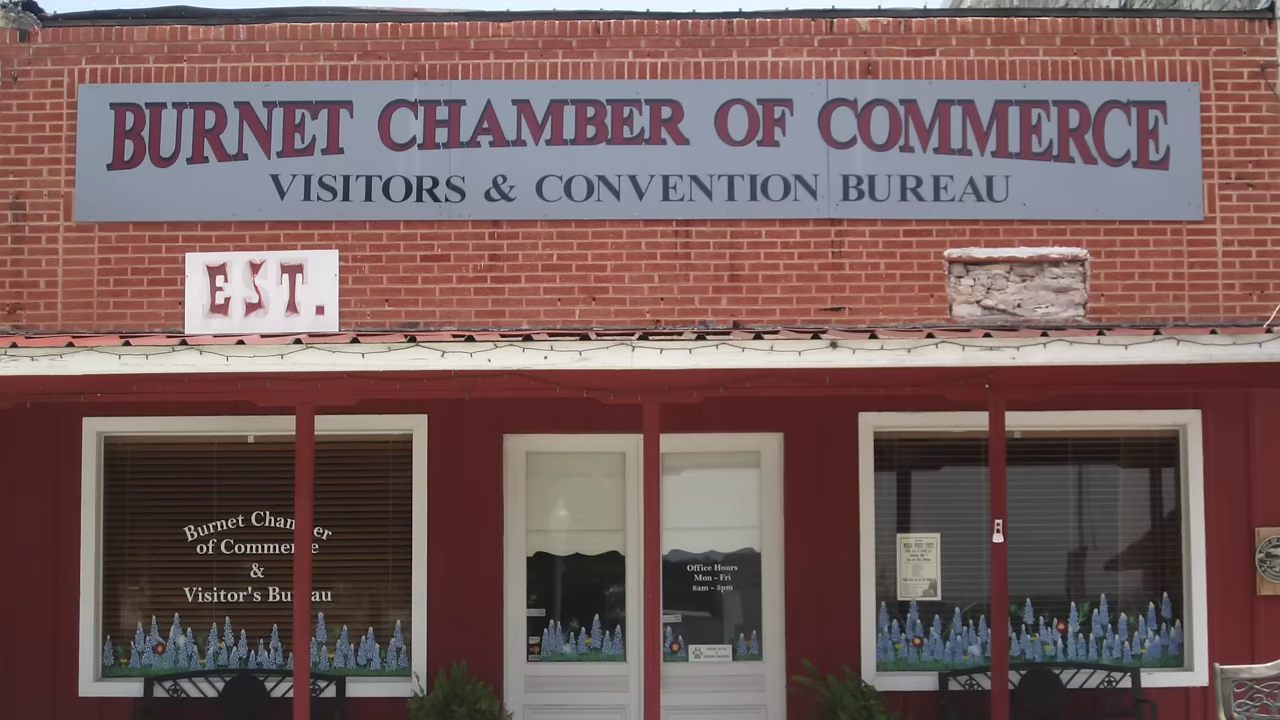 BURNET CHAMBER OF COMMERCE
VISITORS & CONVENTION BUREAU
EST.
Burnet Chamber
of Commerce
&
Visitor's Bureau
Office Hours
Mon - Fri
8am - 5pm